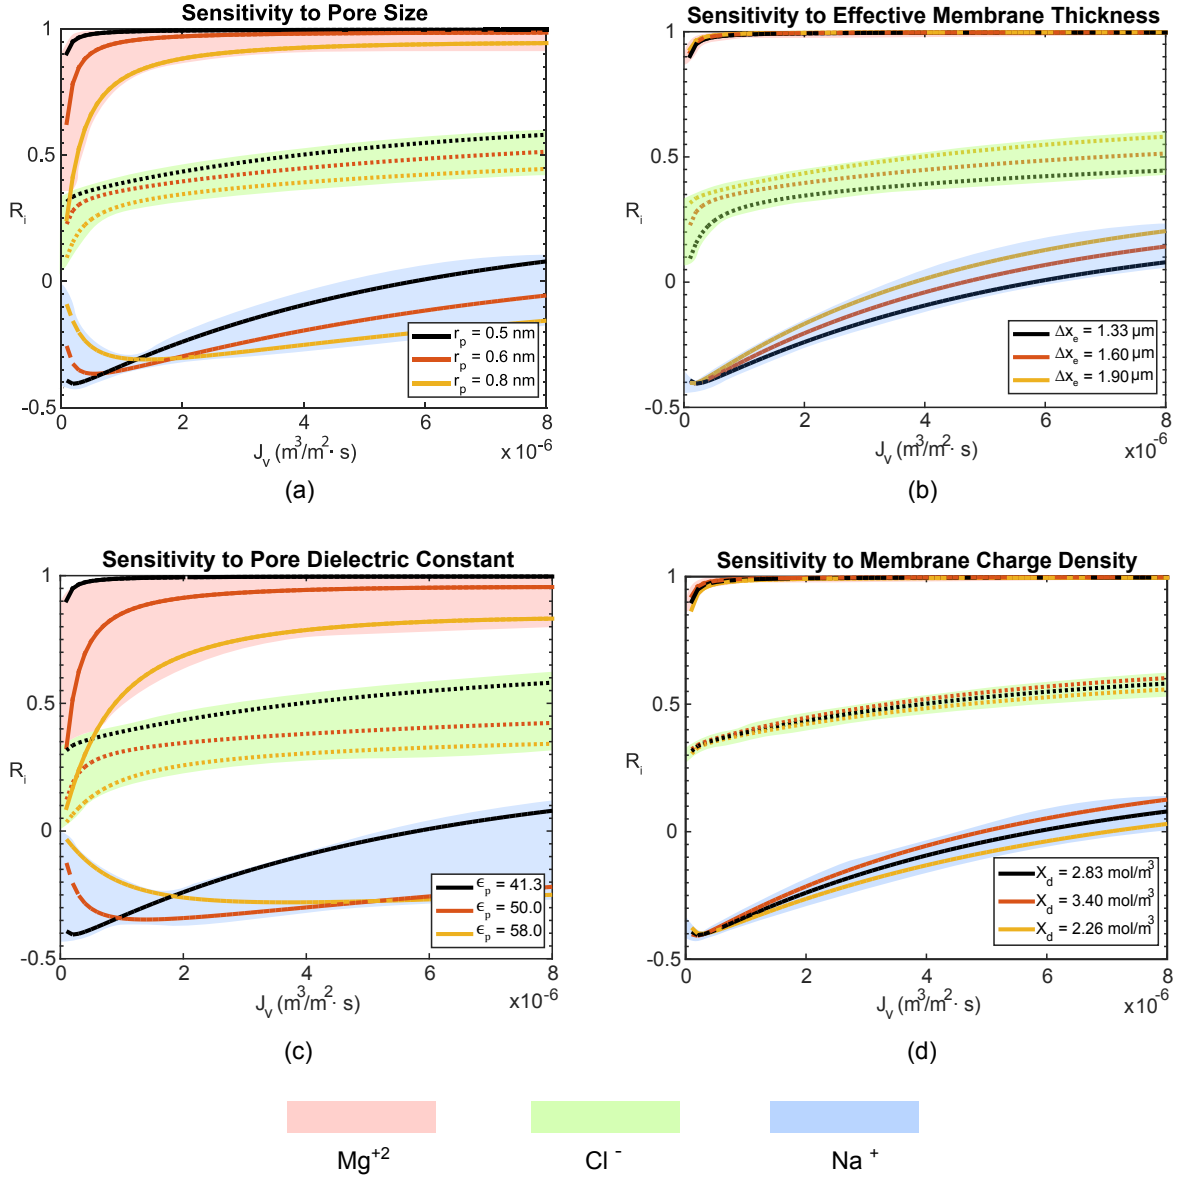 Sensitivity to Pore Size
1
0.5
R_i
0
-0.5
0
2
4
6
8
J_v (m^3/m^2 · s)
x 10^-6
r_p = 0.5 nm
r_p = 0.6 nm
r_p = 0.8 nm
(a)
Sensitivity to Effective Membrane Thickness
1
0.5
R_i
0
-0.5
0
2
4
6
8
J_v (m^3/m^2 · s)
x10^-6
Δx_e = 1.33 μm
Δx_e = 1.60 μm
Δx_e = 1.90 μm
(b)
Sensitivity to Pore Dielectric Constant
1
0.5
R_i
0
-0.5
0
2
4
6
8
J_v (m^3/m^2 · s)
x10^-6
ϵ_p = 41.3
ϵ_p = 50.0
ϵ_p = 58.0
(c)
Sensitivity to Membrane Charge Density
1
0.5
R_i
0
-0.5
0
2
4
6
8
J_v (m^3/m^2 · s)
x10^-6
X_d = 2.83 mol/m^3
X_d = 3.40 mol/m^3
X_d = 2.26 mol/m^3
(d)
Mg^+2
Cl^-
Na^+